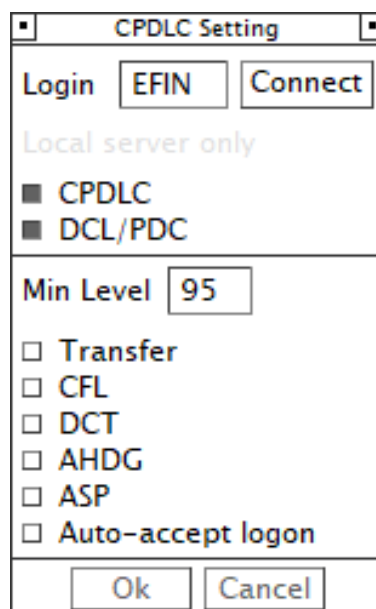 CPDLC Setting
Login EFIN Connect
Local server only
CPDLC
DCL/PDC
Min Level 95
Transfer
CFL
DCT
AHDG
ASP
Auto-accept logon
Ok Cancel